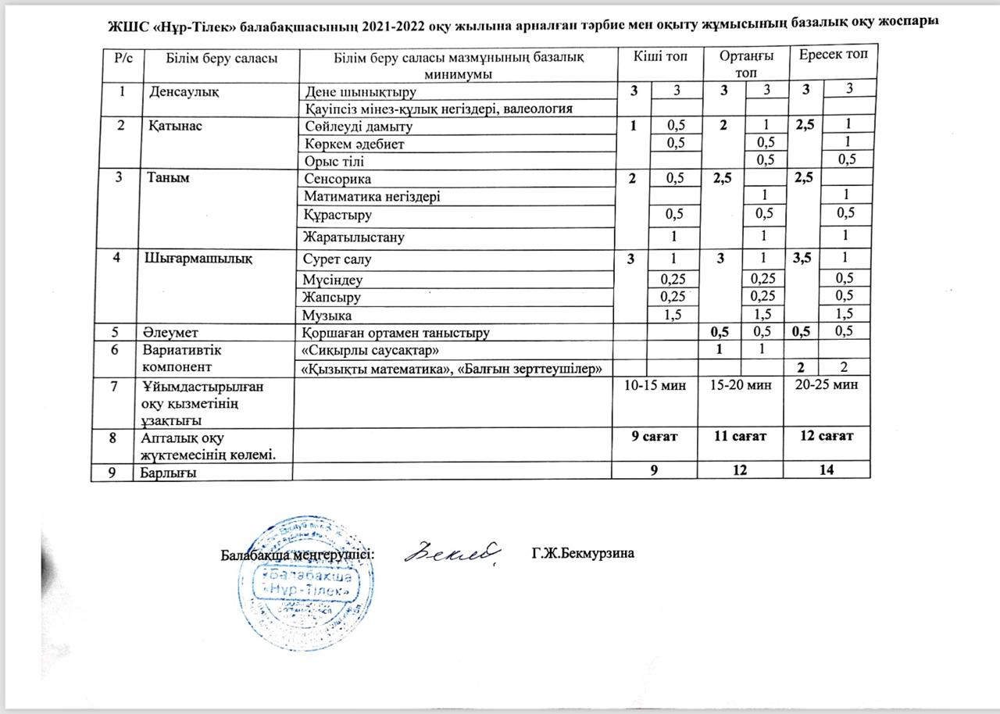 ЖШС «Нұр-Тілек» балабақшасының 2021-2022 оқу жылына арналған тәрбие мен оқыту жұмысының базалық оқу жоспары
Р/с Білім беру саласы Білім беру саласы мазмұнының базалық минимумы Кіші топ Ортаңғы топ Ересек топ
1 Денсаулық Дене шынықтыру 3 3 3 3 3 3
Қауіпсіз мінез-құлық негіздері, валеология
2 Қатынас Сөйлеуді дамыту 1 0,5 2 1 2,5 1
Көркем әдебиет 0,5 0,5 1
Орыс тілі 0,5 0,5
3 Таным Сенсорика 2 0,5 2,5 2,5
Матиматика негіздері 1 1
Құрастыру 0,5 0,5 0,5
Жаратылыстану 1 1 1
4 Шығармашылық Сурет салу 3 1 3 1 3,5 1
Мүсіндеу 0,25 0,25 0,5
Жапсыру 0,25 0,25 0,5
Музыка 1,5 1,5 1,5
5 Әлеумет Қоршаған ортамен таныстыру 0,5 0,5 0,5 0,5
6 Вариативтік компонент «Сиқырлы саусақтар» 1 1
«Қызықты математика», «Балғын зерттеушілер» 2 2
7 Ұйымдастырылған оқу қызметінің ұзақтығы 10-15 мин 15-20 мин 20-25 мин
8 Апталық оқу жүктемесінің көлемі. 9 сағат 11 сағат 12 сағат
9 Барлығы 9 12 14
Балабақша меңгерушісі: Г.Ж.Бекмурзина
Балабақша
«Нұр-Тілек»